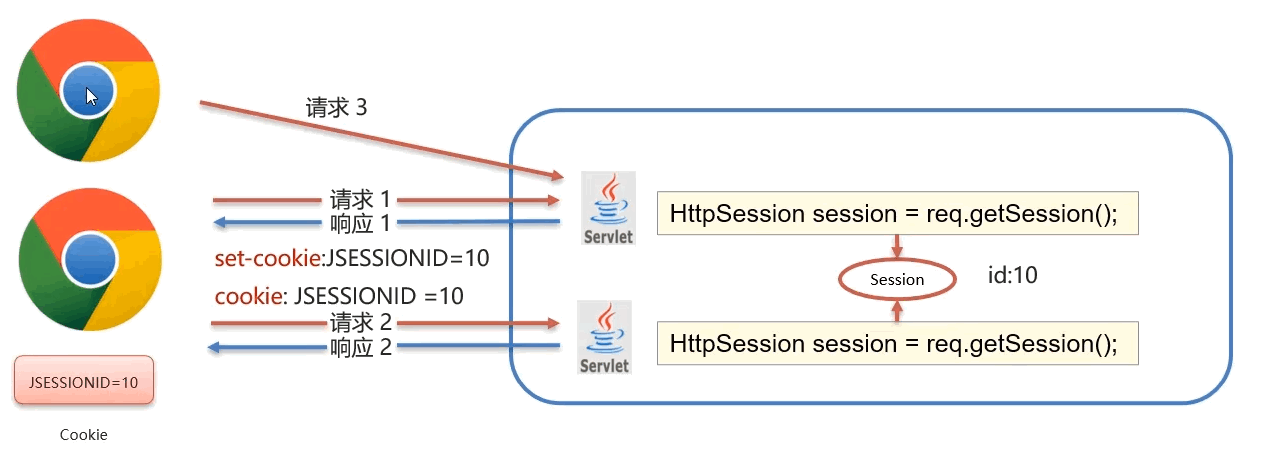 请求 3
请求 1
响应 1
Servlet
HttpSession session = req.getSession();
set-cookie:JSESSIONID=10
Session
id:10
cookie: JSESSIONID =10
请求 2
响应 2
Servlet
HttpSession session = req.getSession();
JSESSIONID=10
Cookie